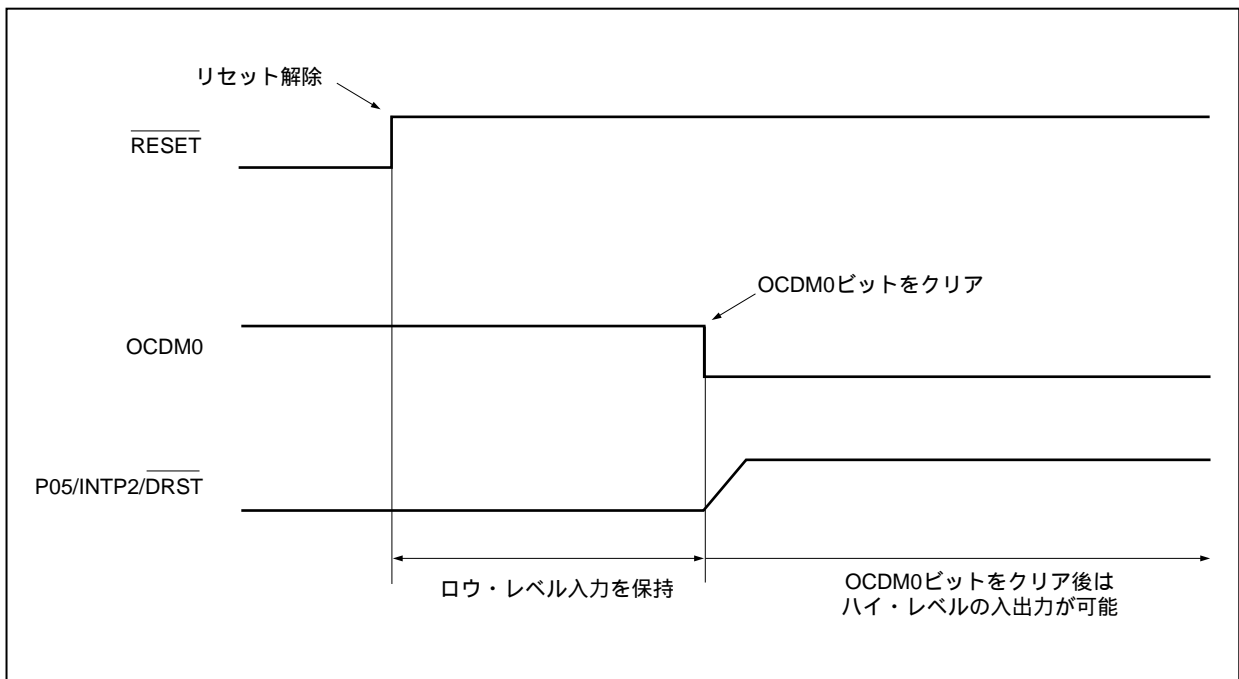 リセット解除
RESET
OCDM0ビットをクリア
OCDM0
P05/INTP2/DRST
ロウ・レベル入力を保持
OCDM0ビットをクリア後は
ハイ・レベルの入出力が可能